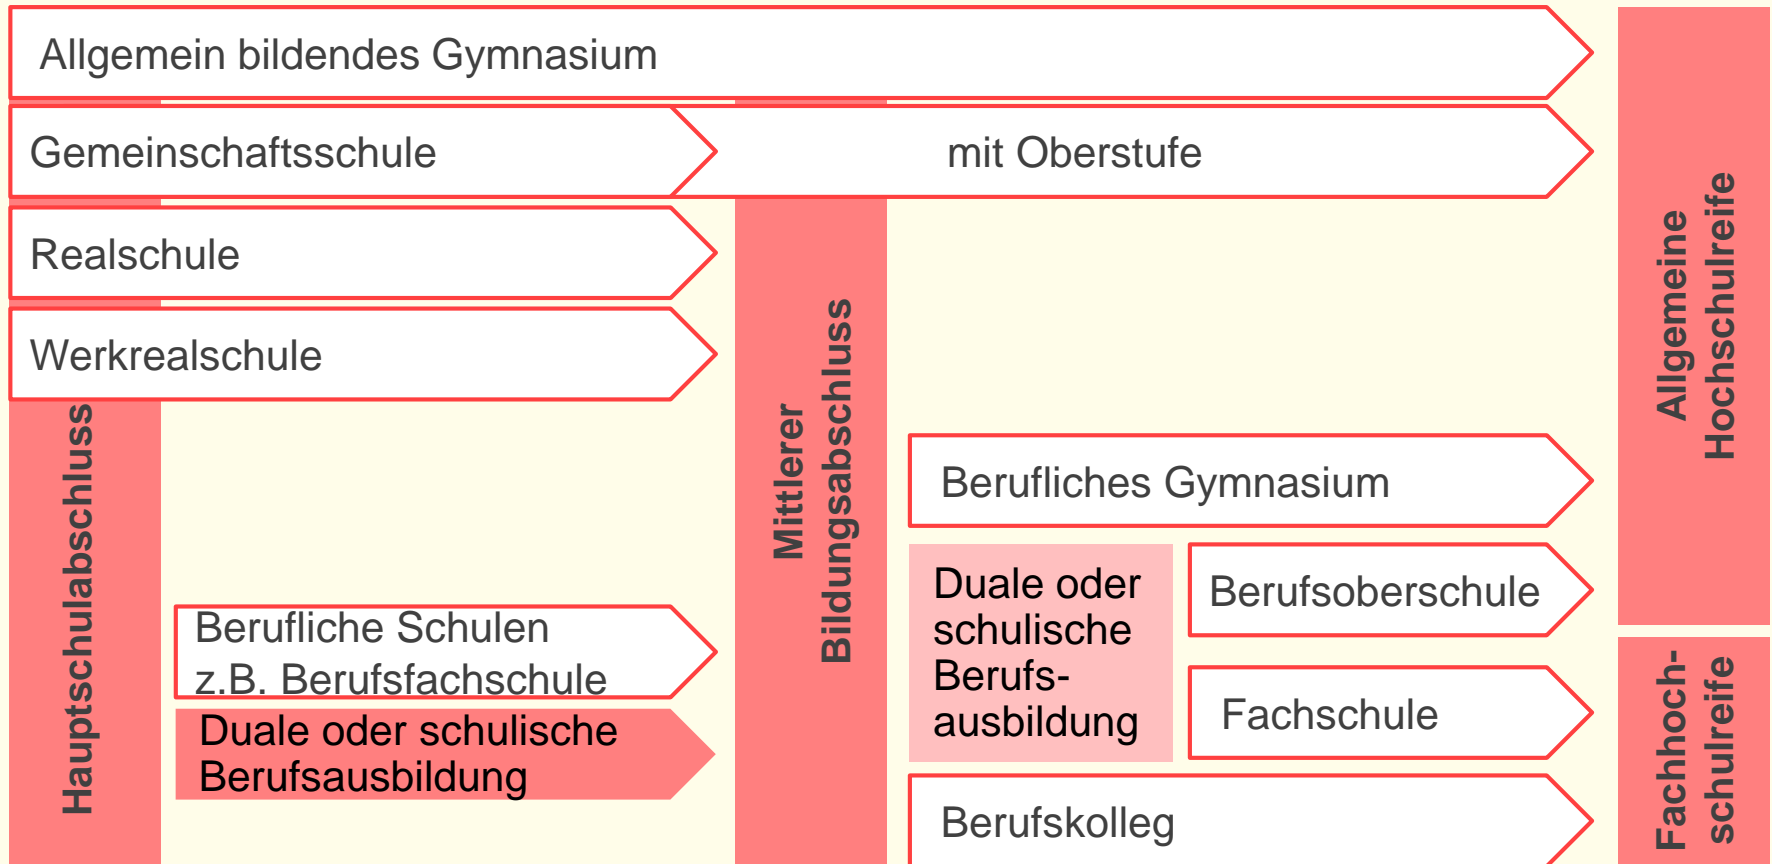 Allgemein bildendes Gymnasium
Gemeinschaftsschule
mit Oberstufe
Realschule
Werkrealschule
Hauptschulabschluss
Berufliche Schulen
z.B. Berufsfachschule
Duale oder schulische
Berufsausbildung
Mittlerer
Bildungsabschluss
Berufliches Gymnasium
Duale oder
schulische
Berufs-
ausbildung
Berufsoberschule
Fachschule
Berufskolleg
Allgemeine
Hochschulreife
Fachhoch-
schulreife